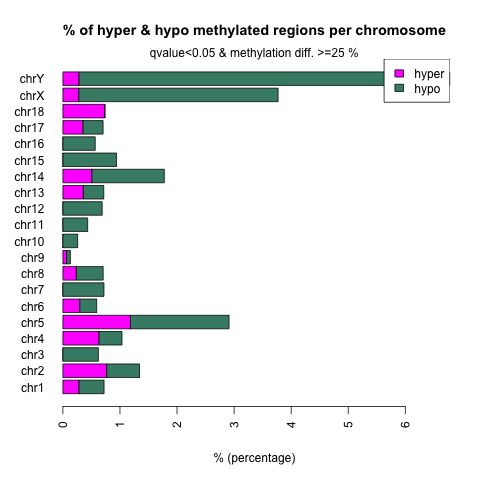 % of hyper & hypo methylated regions per chromosome
qvalue<0.05 & methylation diff. >=25 %
hyper
hypo
chrY
chrX
chr18
chr17
chr16
chr15
chr14
chr13
chr12
chr11
chr10
chr9
chr8
chr7
chr6
chr5
chr4
chr3
chr2
chr1
0 1 2 3 4 5 6
% (percentage)